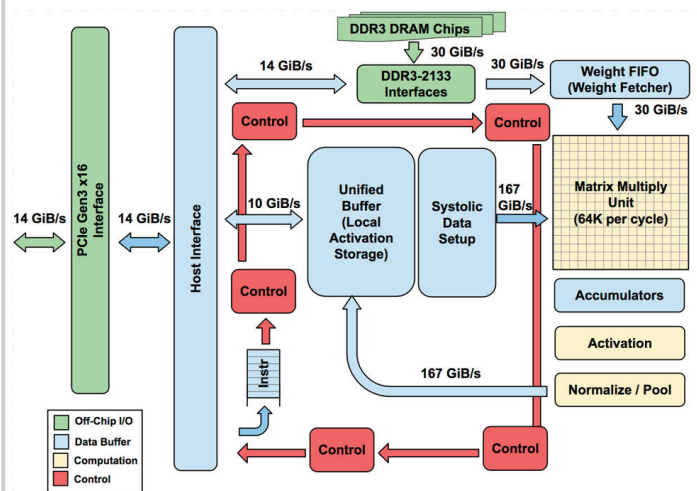 DDR3 DRAM Chips
30 GiB/s
14 GiB/s
DDR3-2133
Interfaces
30 GiB/s
Weight FIFO
(Weight Fetcher)
30 GiB/s
Control
Control
14 GiB/s
PCIe Gen3 x16
Interface
14 GiB/s
Host Interface
10 GiB/s
Unified
Buffer
(Local
Activation
Storage)
Systolic
Data
Setup
167
GiB/s
Matrix Multiply
Unit
(64K per cycle)
Control
Accumulators
Activation
Instr
167 GiB/s
Normalize / Pool
Off-Chip I/O
Data Buffer
Computation
Control
Control
Control